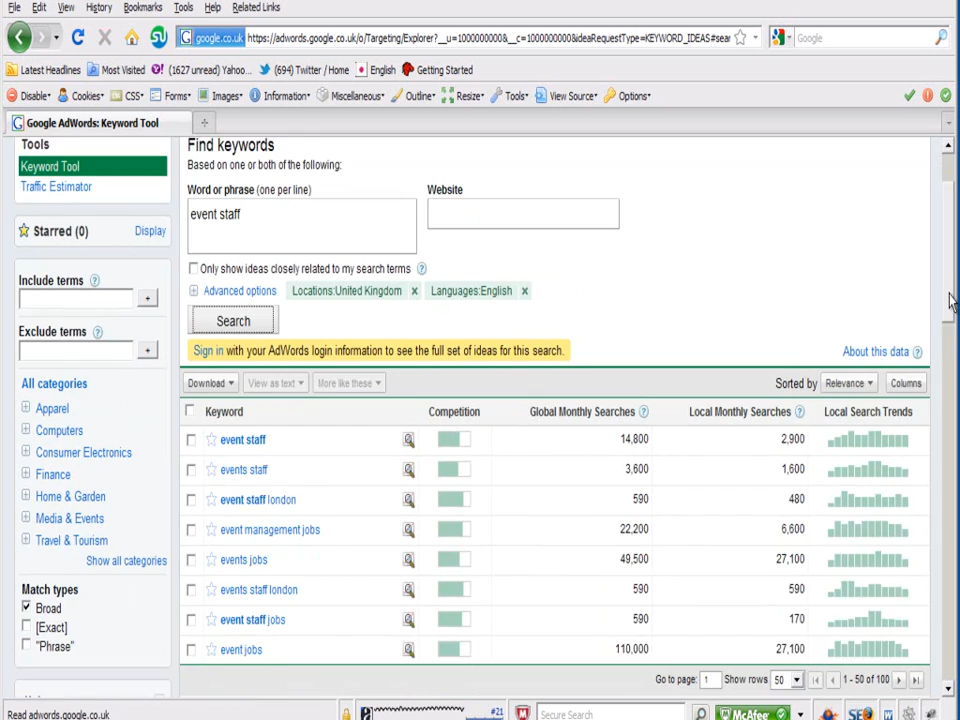 File Edit View History Bookmarks Tools Help Related Links
google.co.uk https://adwords.google.co.uk/o/Targeting/Explorer?__u=1000000000&__c=1000000000&ideaRequestType=KEYWORD_IDEAS#sear Google
Latest Headlines Most Visited (1627 unread) Yahoo... (694) Twitter / Home English Getting Started
Disable Cookies CSS Forms Images Information Miscellaneous Outline Resize Tools View Source Options
Google AdWords: Keyword Tool
Tools
Keyword Tool
Traffic Estimator
Starred (0) Display
Include terms
+
Exclude terms
+
All categories
Apparel
Computers
Consumer Electronics
Finance
Home & Garden
Media & Events
Travel & Tourism
Show all categories
Match types
Broad
[Exact]
"Phrase"
Find keywords
Based on one or both of the following:
Word or phrase (one per line) Website
event staff
Only show ideas closely related to my search terms
Advanced options Locations:United Kingdom × Languages:English ×
Search
Sign in with your AdWords login information to see the full set of ideas for this search. About this data
Download View as text More like these Sorted by Relevance Columns
Keyword Competition Global Monthly Searches Local Monthly Searches Local Search Trends
event staff 14,800 2,900
events staff 3,600 1,600
event staff london 590 480
event management jobs 22,200 6,600
events jobs 49,500 27,100
events staff london 590 590
event staff jobs 590 170
event jobs 110,000 27,100
Go to page: 1 Show rows 50 1 - 50 of 100
Read adwords.google.co.uk #21 Secure Search McAfee SEO